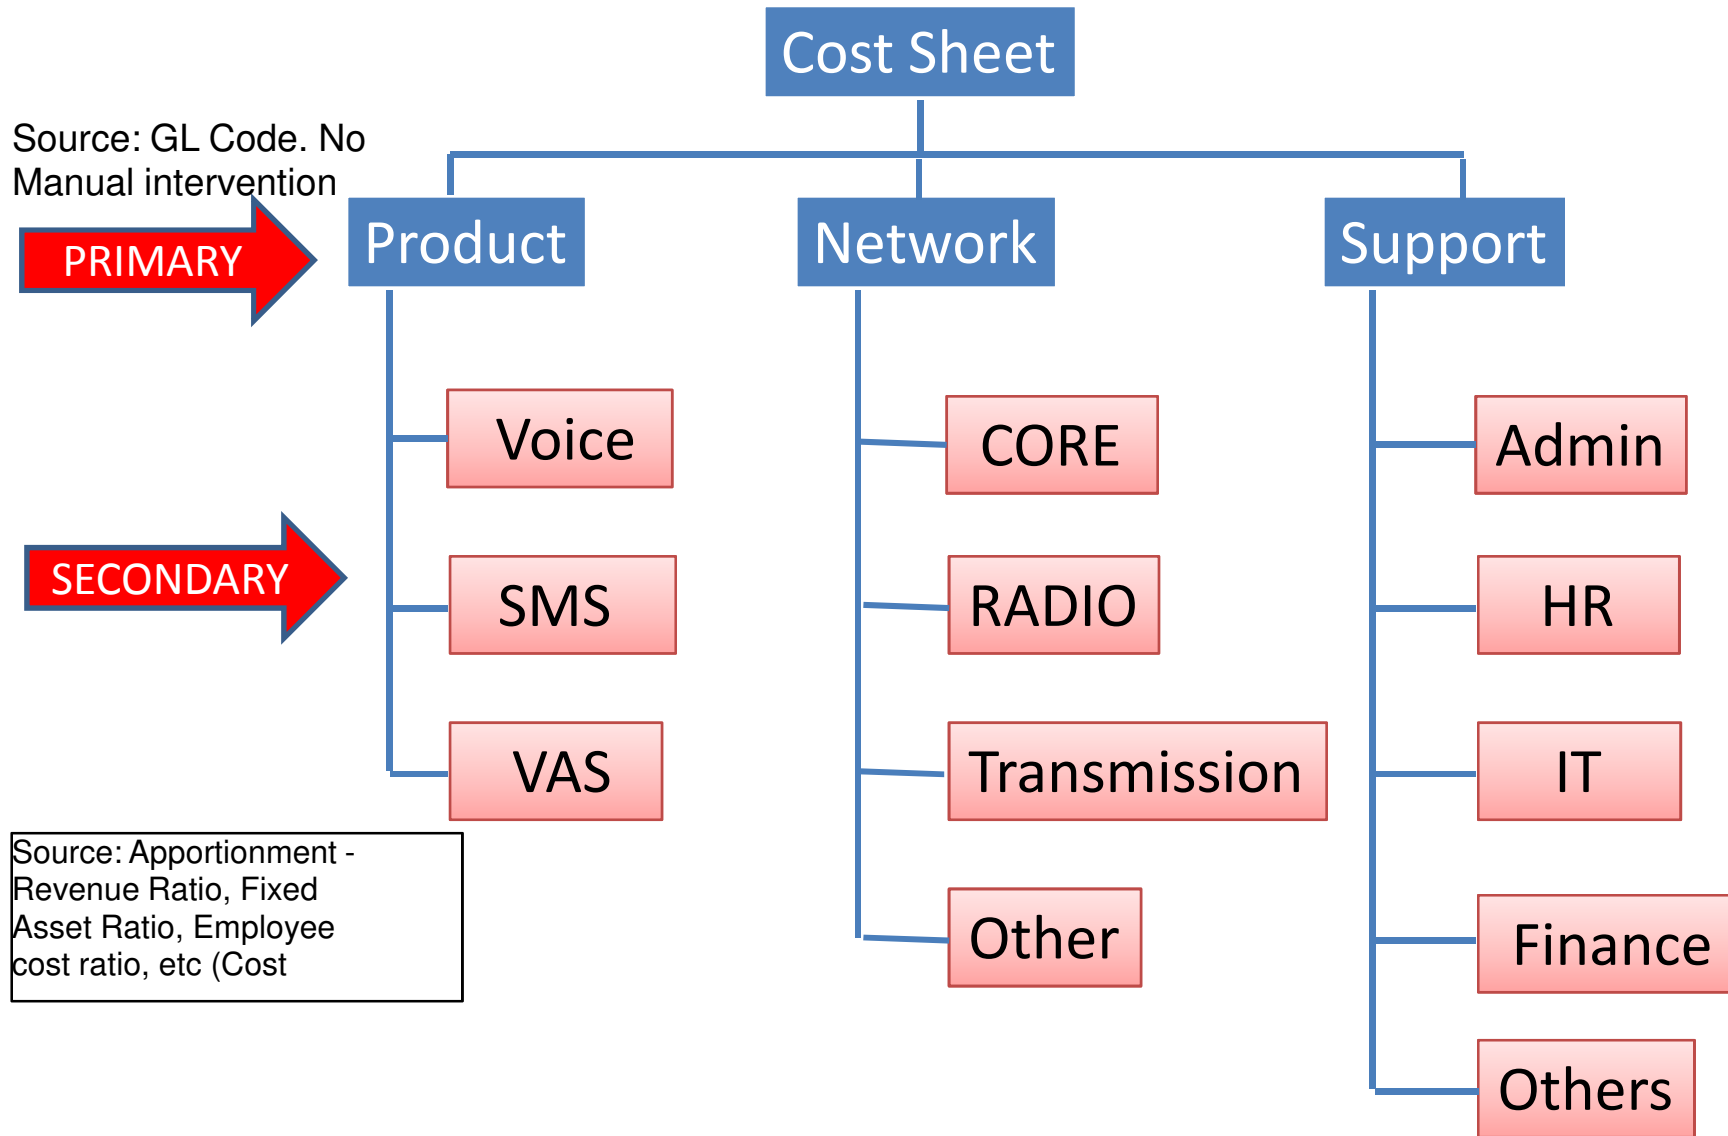 Cost Sheet
Source: GL Code. No
Manual intervention
PRIMARY
Product
Network
Support
Voice
CORE
Admin
SECONDARY
SMS
RADIO
HR
VAS
Transmission
IT
Source: Apportionment -
Revenue Ratio, Fixed
Asset Ratio, Employee
cost ratio, etc (Cost
Other
Finance
Others